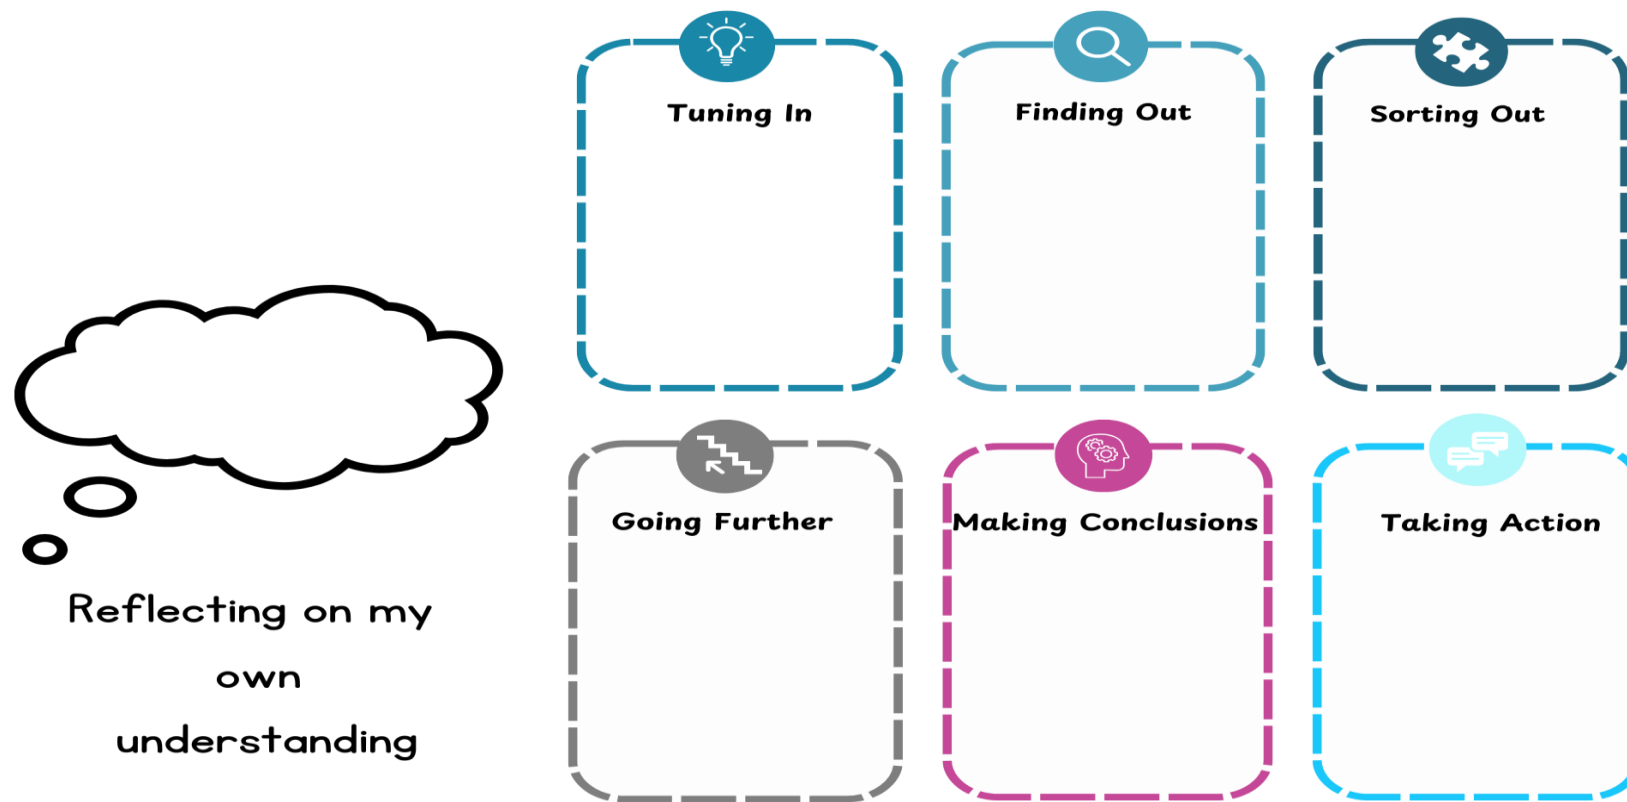 Tuning In
Finding Out
Sorting Out
Going Further
Making Conclusions
Taking Action
Reflecting on my
own
understanding